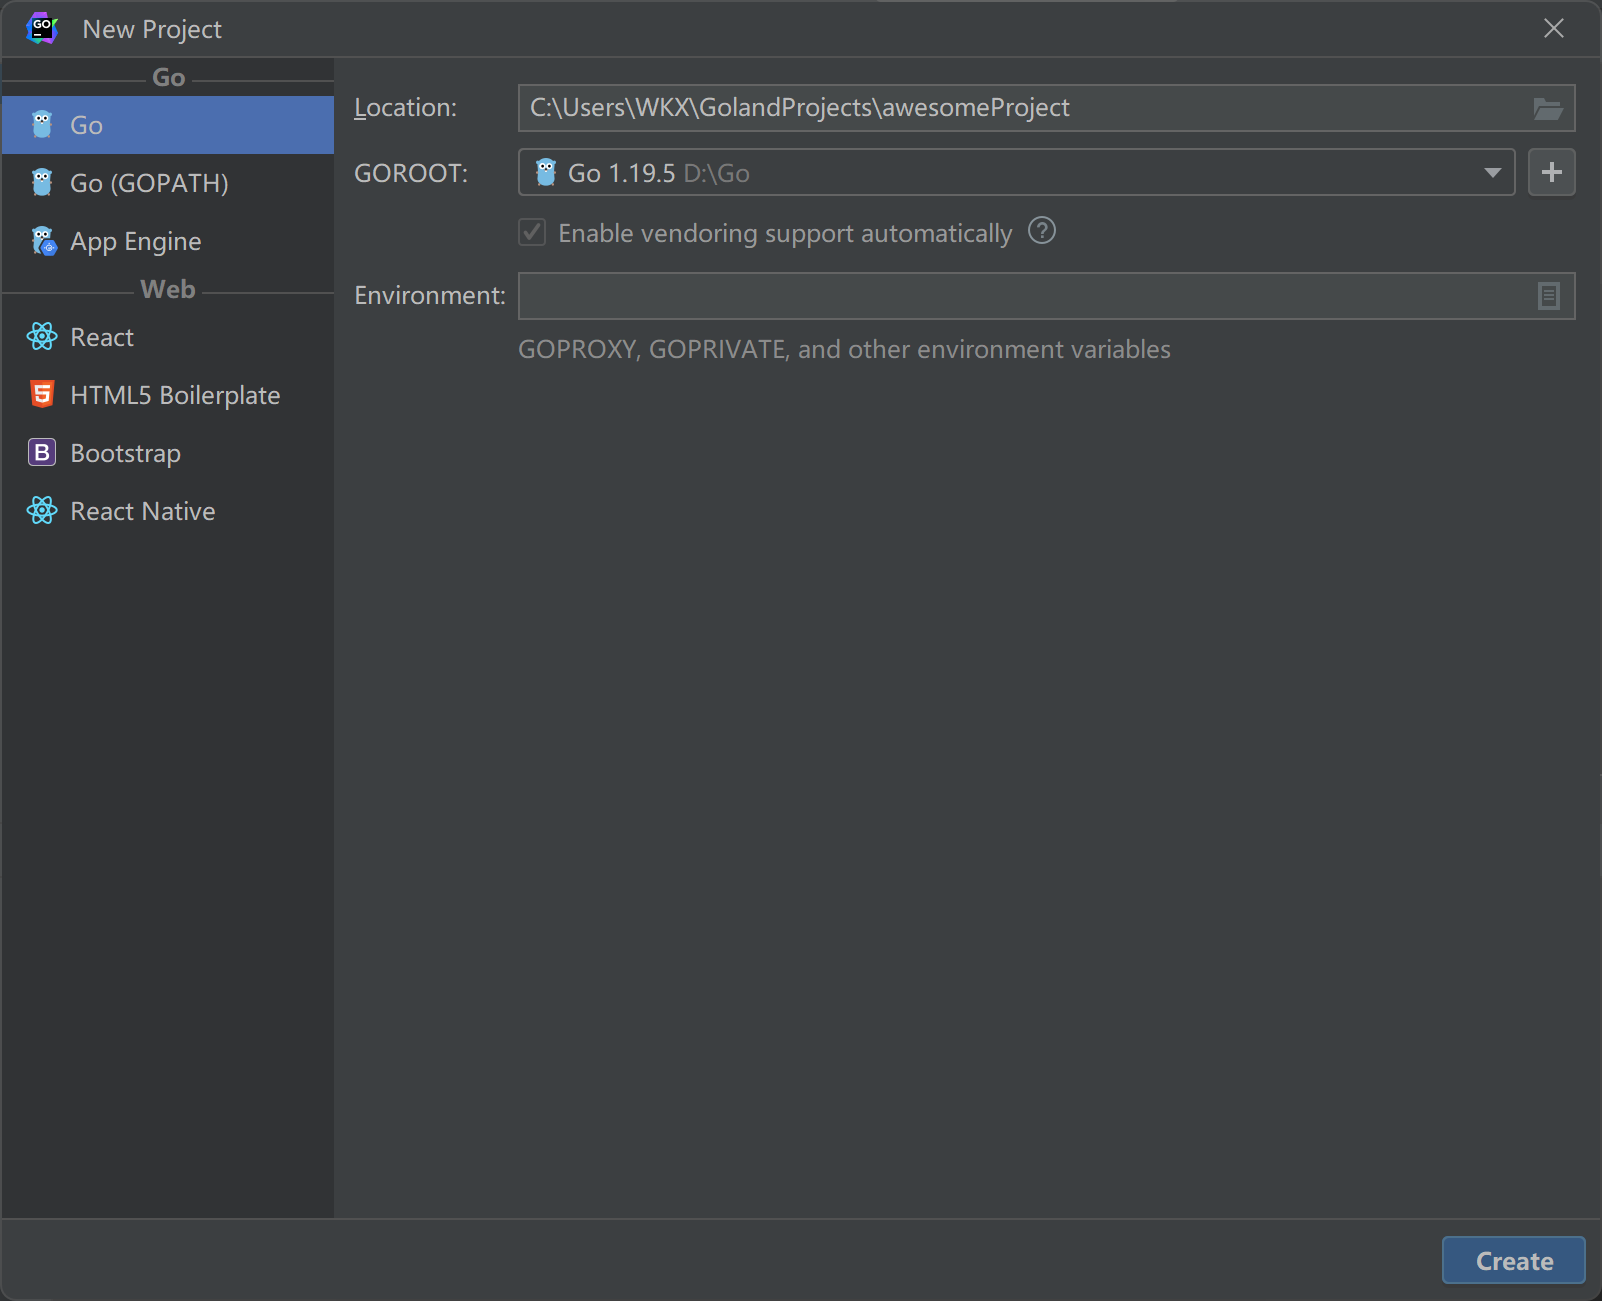 GO
New Project
Go
Go
Go (GOPATH)
App Engine
Web
React
HTML5 Boilerplate
B Bootstrap
React Native
Location: C:\Users\WKX\GolandProjects\awesomeProject
GOROOT: Go 1.19.5 D:\Go
Enable vendoring support automatically ?
Environment:
GOPROXY, GOPRIVATE, and other environment variables
Create